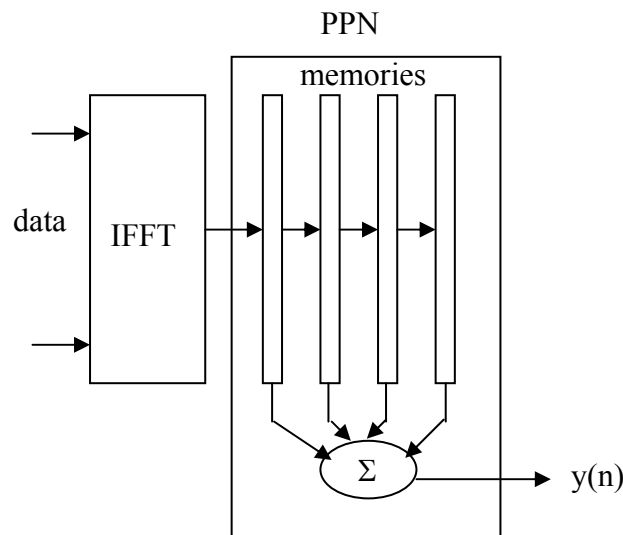 PPN
memories
data
IFFT
Σ
y(n)